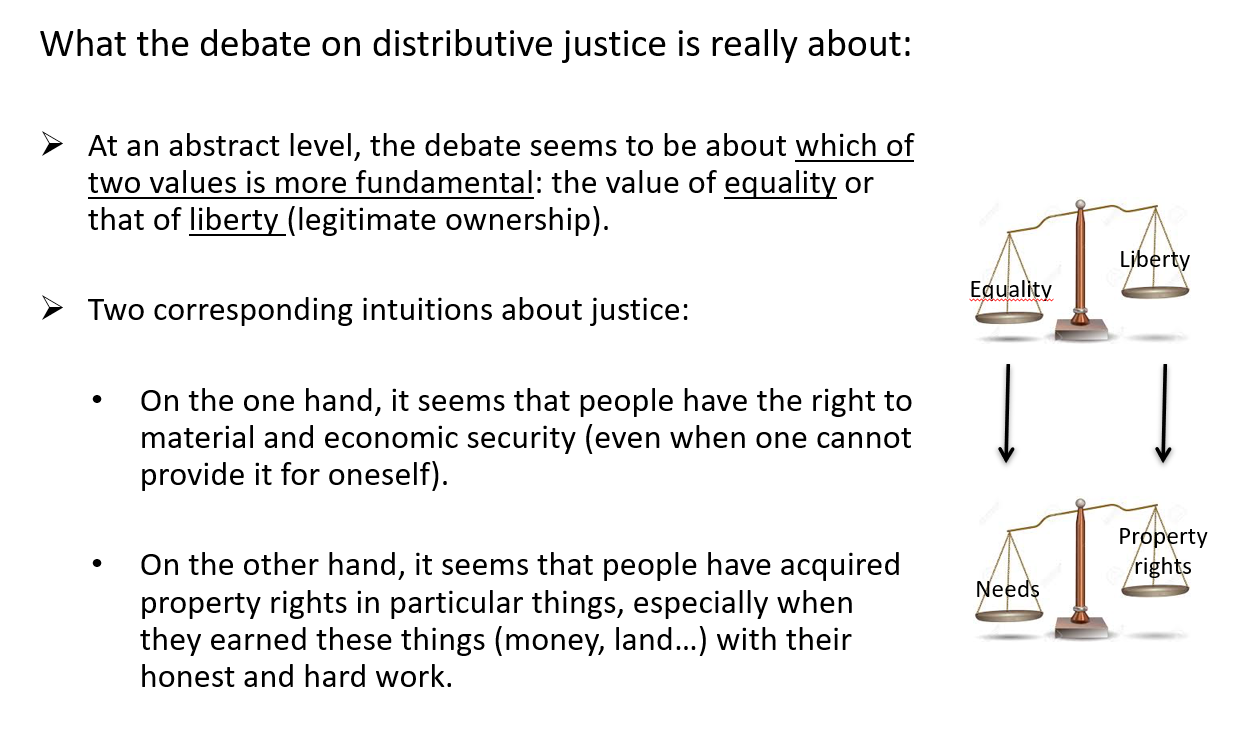 What the debate on distributive justice is really about:
➢ At an abstract level, the debate seems to be about which of
two values is more fundamental: the value of equality or
that of liberty (legitimate ownership).
➢ Two corresponding intuitions about justice:
• On the one hand, it seems that people have the right to
material and economic security (even when one cannot
provide it for oneself).
• On the other hand, it seems that people have acquired
property rights in particular things, especially when
they earned these things (money, land…) with their
honest and hard work.
Liberty
Equality
Property
rights
Needs